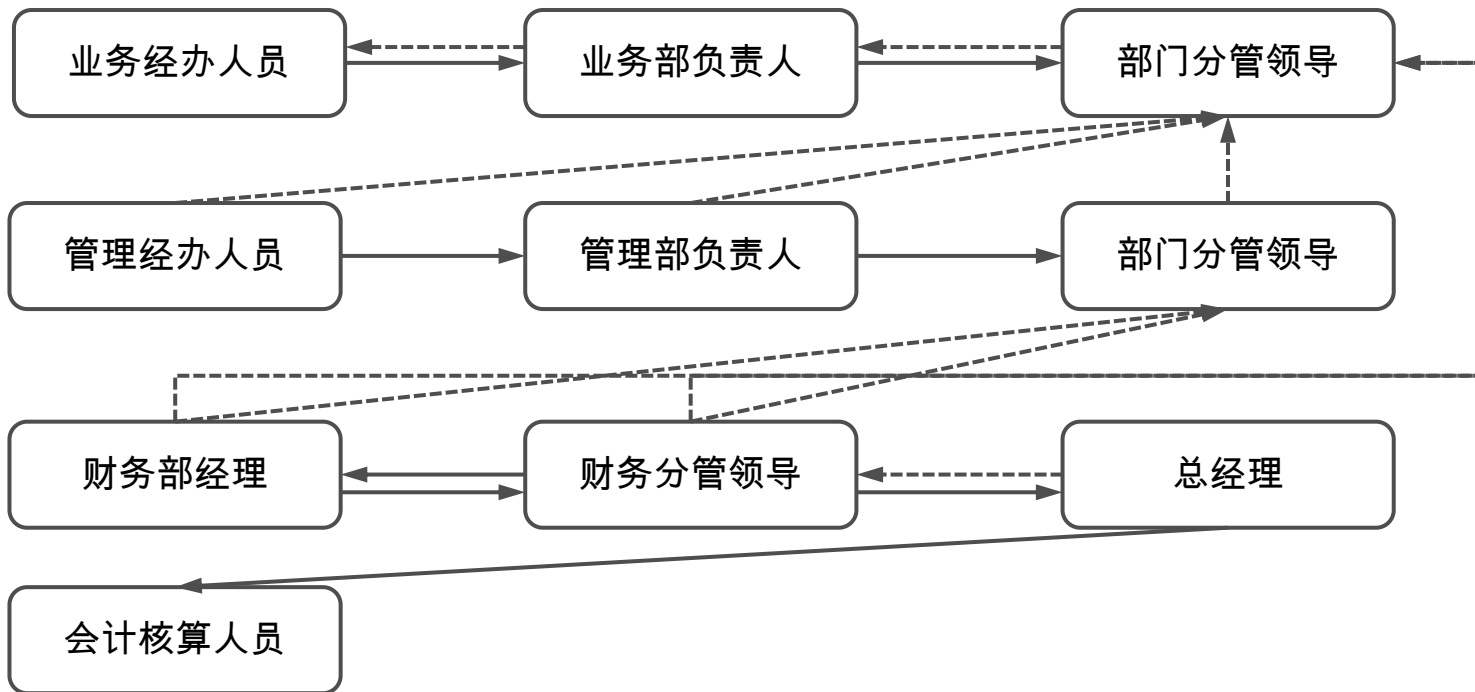 业务经办人员
业务部负责人
部门分管领导
管理经办人员
管理部负责人
部门分管领导
财务部经理
财务分管领导
总经理
会计核算人员